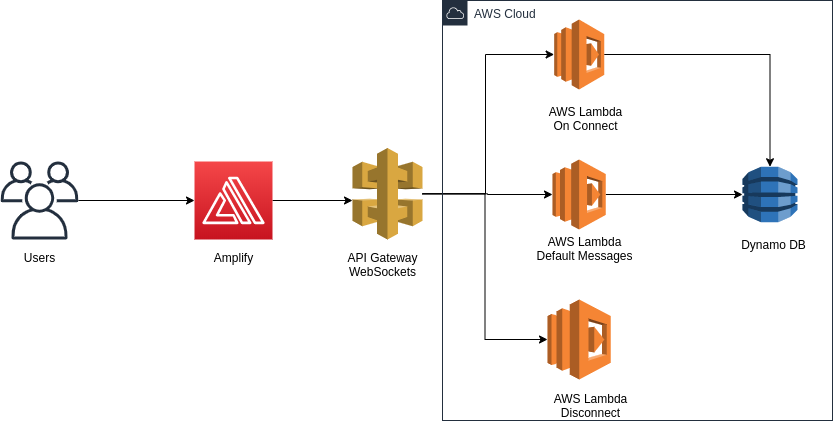 AWS Cloud
AWS Lambda
On Connect
AWS Lambda
Default Messages
Dynamo DB
Users
Amplify
API Gateway
WebSockets
AWS Lambda
Disconnect